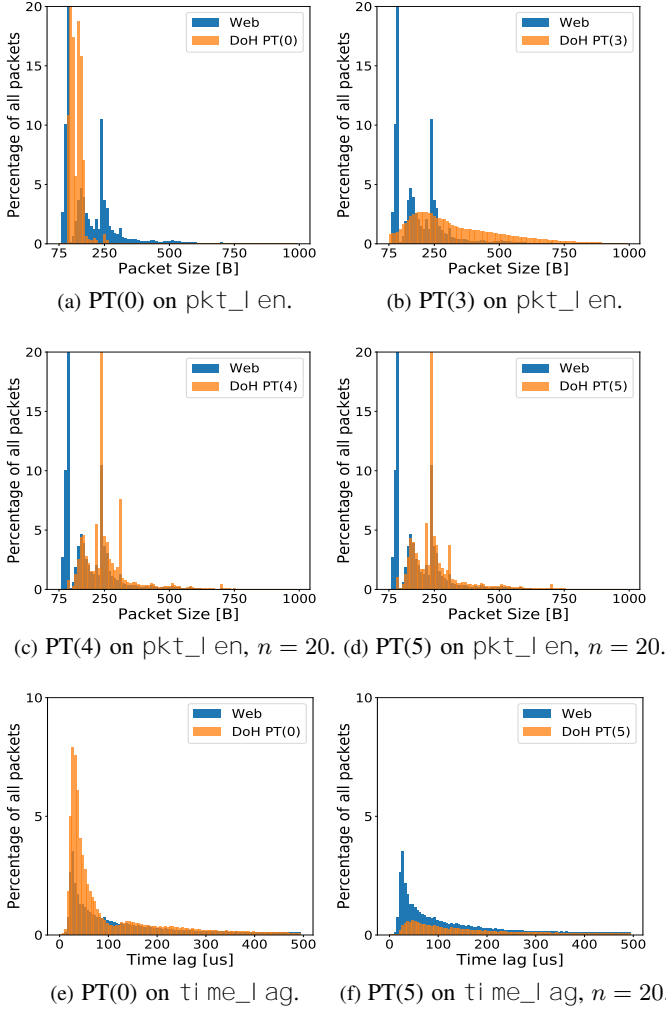 20
15
10
5
0
Percentage of all packets
Web
DoH PT(0)
75 250 500 750 1000
Packet Size [B]
(a) PT(0) on pkt_len.
20
15
10
5
0
Percentage of all packets
Web
DoH PT(3)
75 250 500 750 1000
Packet Size [B]
(b) PT(3) on pkt_len.
20
15
10
5
0
Percentage of all packets
Web
DoH PT(4)
75 250 500 750 1000
Packet Size [B]
(c) PT(4) on pkt_len, n = 20.
20
15
10
5
0
Percentage of all packets
Web
DoH PT(5)
75 250 500 750 1000
Packet Size [B]
(d) PT(5) on pkt_len, n = 20.
10
5
0
Percentage of all packets
Web
DoH PT(0)
0 100 200 300 400 500
Time lag [us]
(e) PT(0) on time_lag.
10
5
0
Percentage of all packets
Web
DoH PT(5)
0 100 200 300 400 500
Time lag [us]
(f) PT(5) on time_lag, n = 20.